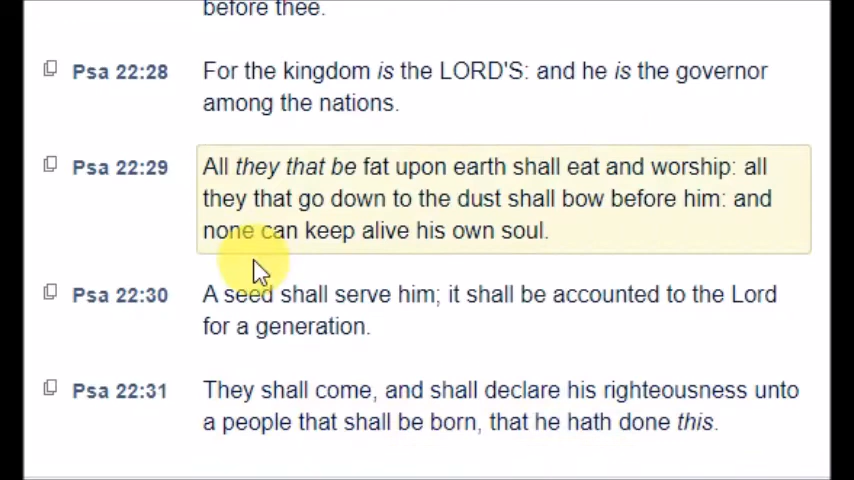 before thee.
Psa 22:28 For the kingdom is the LORD'S: and he is the governor
among the nations.
Psa 22:29 All they that be fat upon earth shall eat and worship: all
they that go down to the dust shall bow before him: and
none can keep alive his own soul.
Psa 22:30 A seed shall serve him; it shall be accounted to the Lord
for a generation.
Psa 22:31 They shall come, and shall declare his righteousness unto
a people that shall be born, that he hath done this.